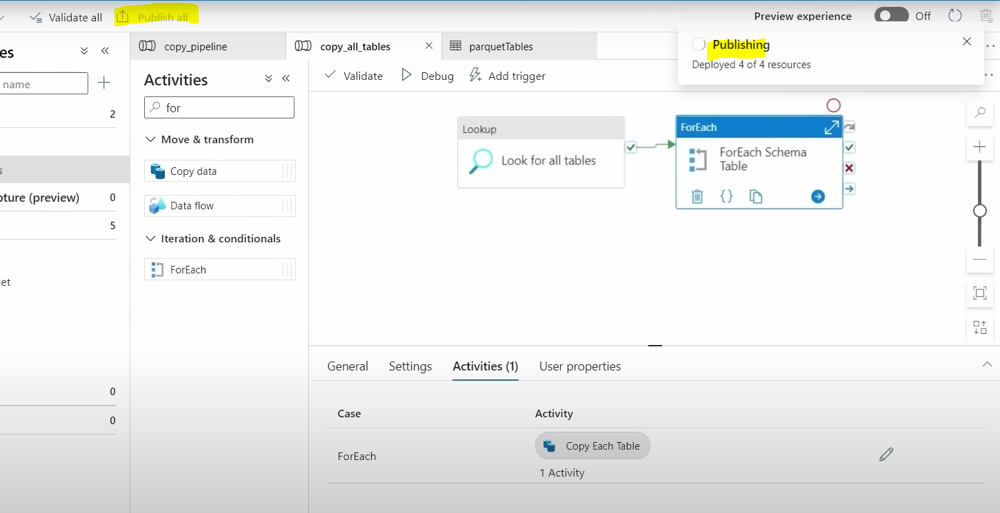 Validate all
Publish all
Preview experience
Off
es
name
2
s
pture (preview)
0
5
et
0
0
copy_pipeline
copy_all_tables
parquetTables
Publishing
Deployed 4 of 4 resources
Activities
for
Move & transform
Copy data
Data flow
Iteration & conditionals
ForEach
Validate
Debug
Add trigger
Lookup
Look for all tables
ForEach
ForEach Schema
Table
General
Settings
Activities (1)
User properties
Case
Activity
ForEach
Copy Each Table
1 Activity